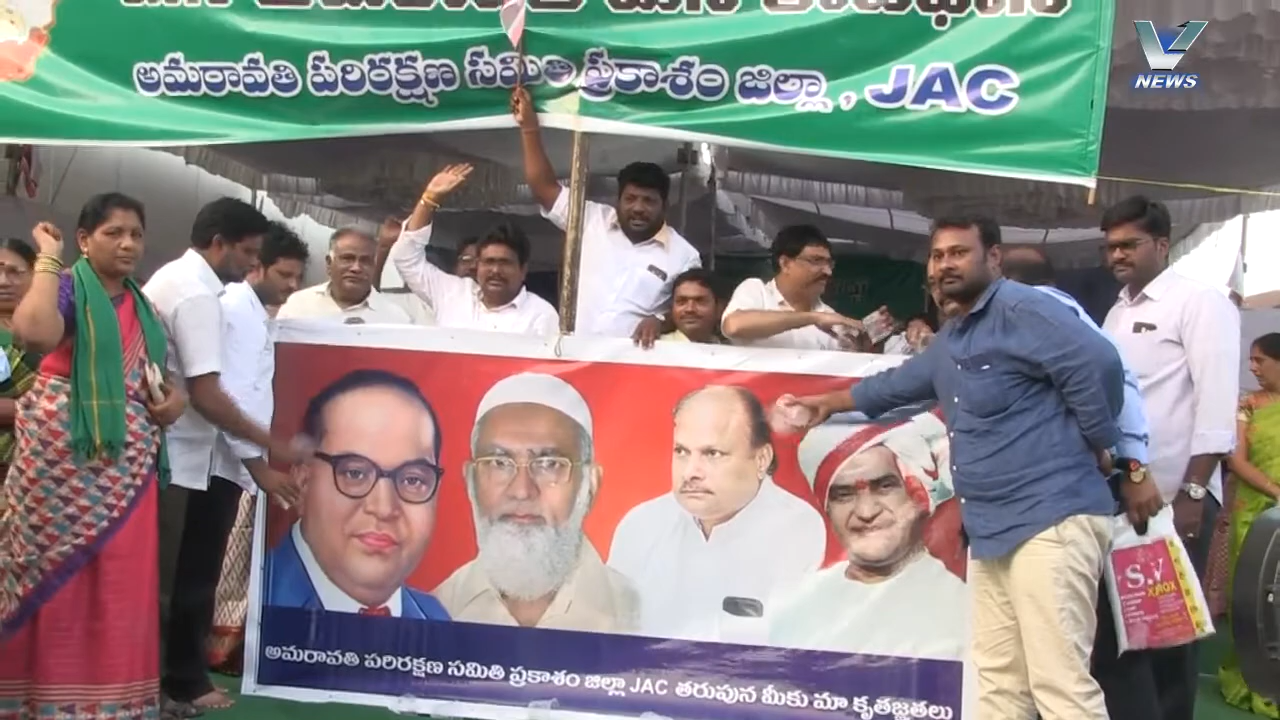 V NEWS
అమరావతి పరిరక్షణ సమితి ప్రకాశం జిల్లా , JAC
అమరావతి పరిరక్షణ సమితి ప్రకాశం జిల్లా JAC తరుపున మీకు మా కృతజ్ఞతలు
S.V
XEROX